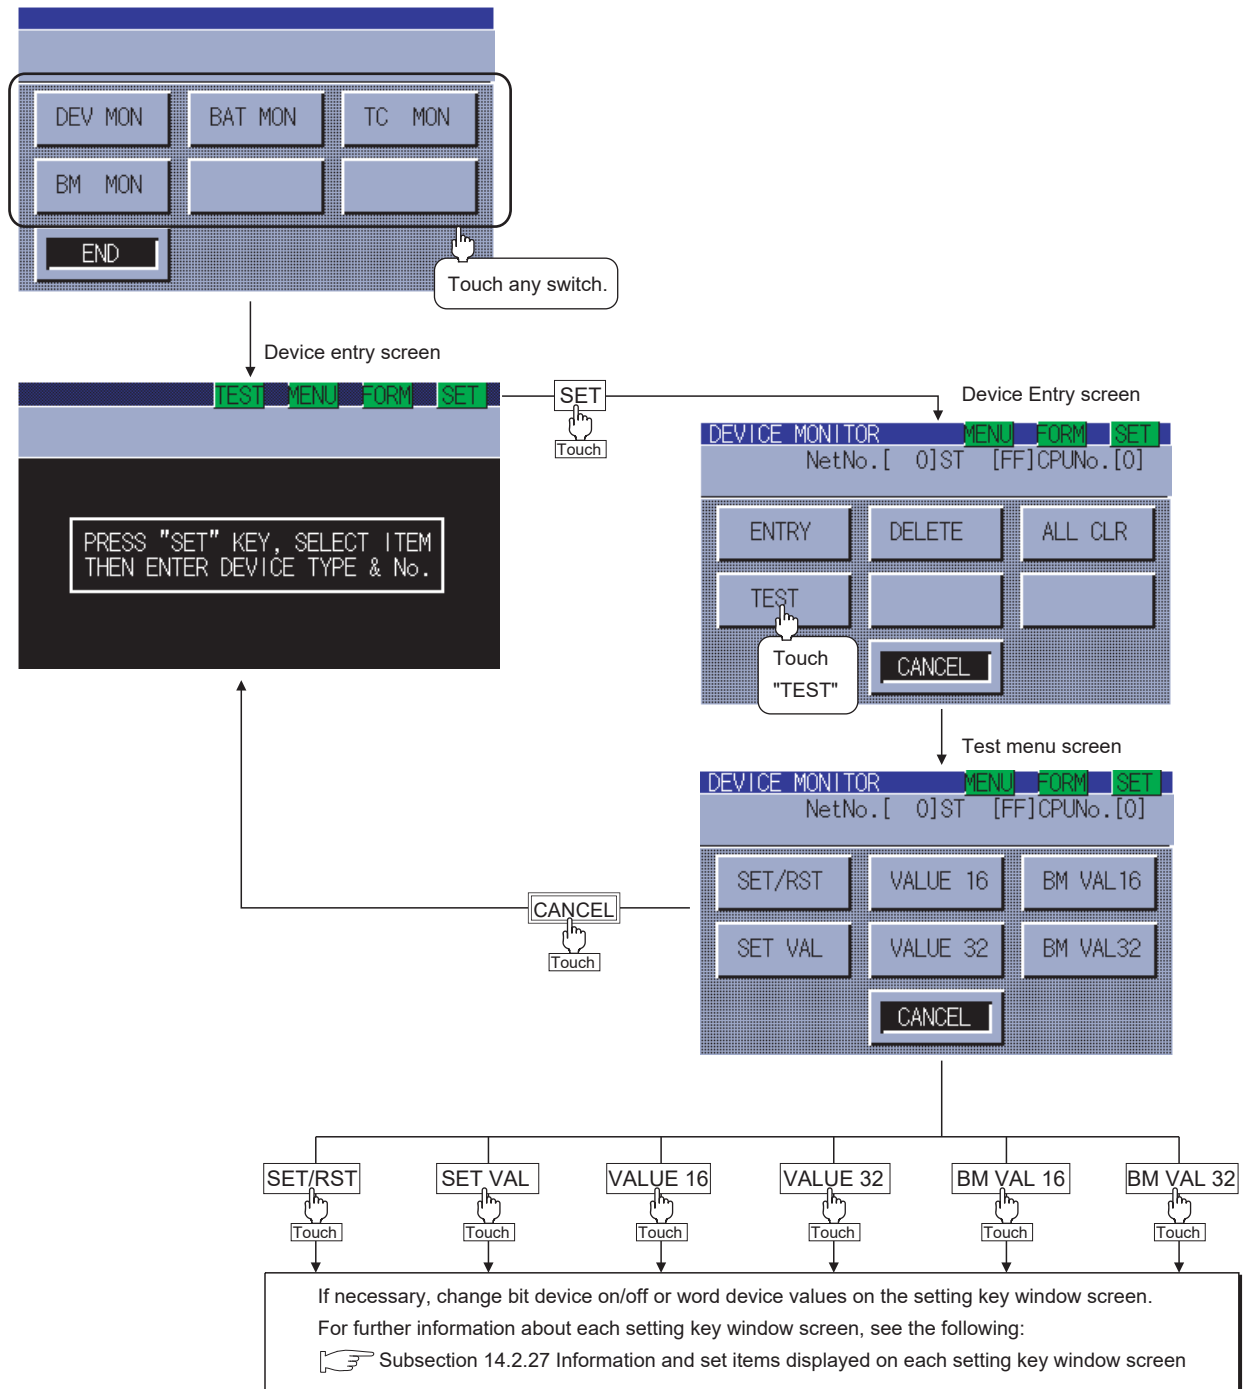 DEV MON BAT MON TC MON
BM MON
END
Touch any switch.
Device entry screen
TEST MENU FORM SET
SET
Touch
PRESS "SET" KEY, SELECT ITEM
THEN ENTER DEVICE TYPE & No.
Device Entry screen
DEVICE MONITOR MENU FORM SET
NetNo.[ 0]ST [FF]CPUNo.[0]
ENTRY DELETE ALL CLR
TEST
Touch
"TEST"
CANCEL
Test menu screen
DEVICE MONITOR MENU FORM SET
NetNo.[ 0]ST [FF]CPUNo.[0]
SET/RST VALUE 16 BM VAL16
SET VAL VALUE 32 BM VAL32
CANCEL
CANCEL
Touch
SET/RST SET VAL VALUE 16 VALUE 32 BM VAL 16 BM VAL 32
Touch Touch Touch Touch Touch Touch
If necessary, change bit device on/off or word device values on the setting key window screen.
For further information about each setting key window screen, see the following:
Subsection 14.2.27 Information and set items displayed on each setting key window screen